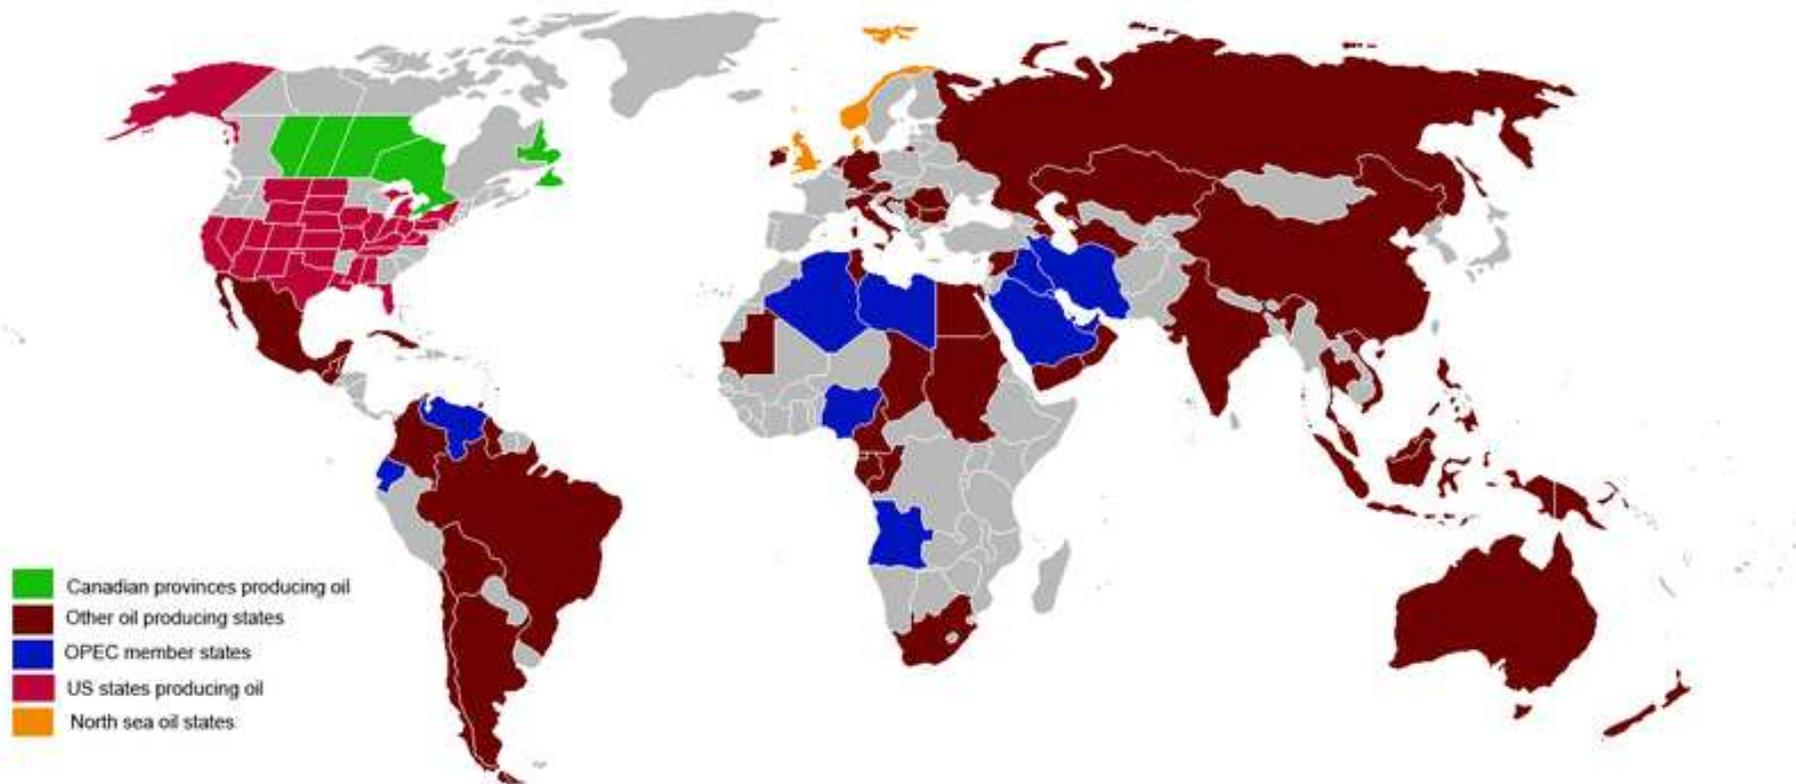 Canadian provinces producing oil
Other oil producing states
OPEC member states
US states producing oil
North sea oil states